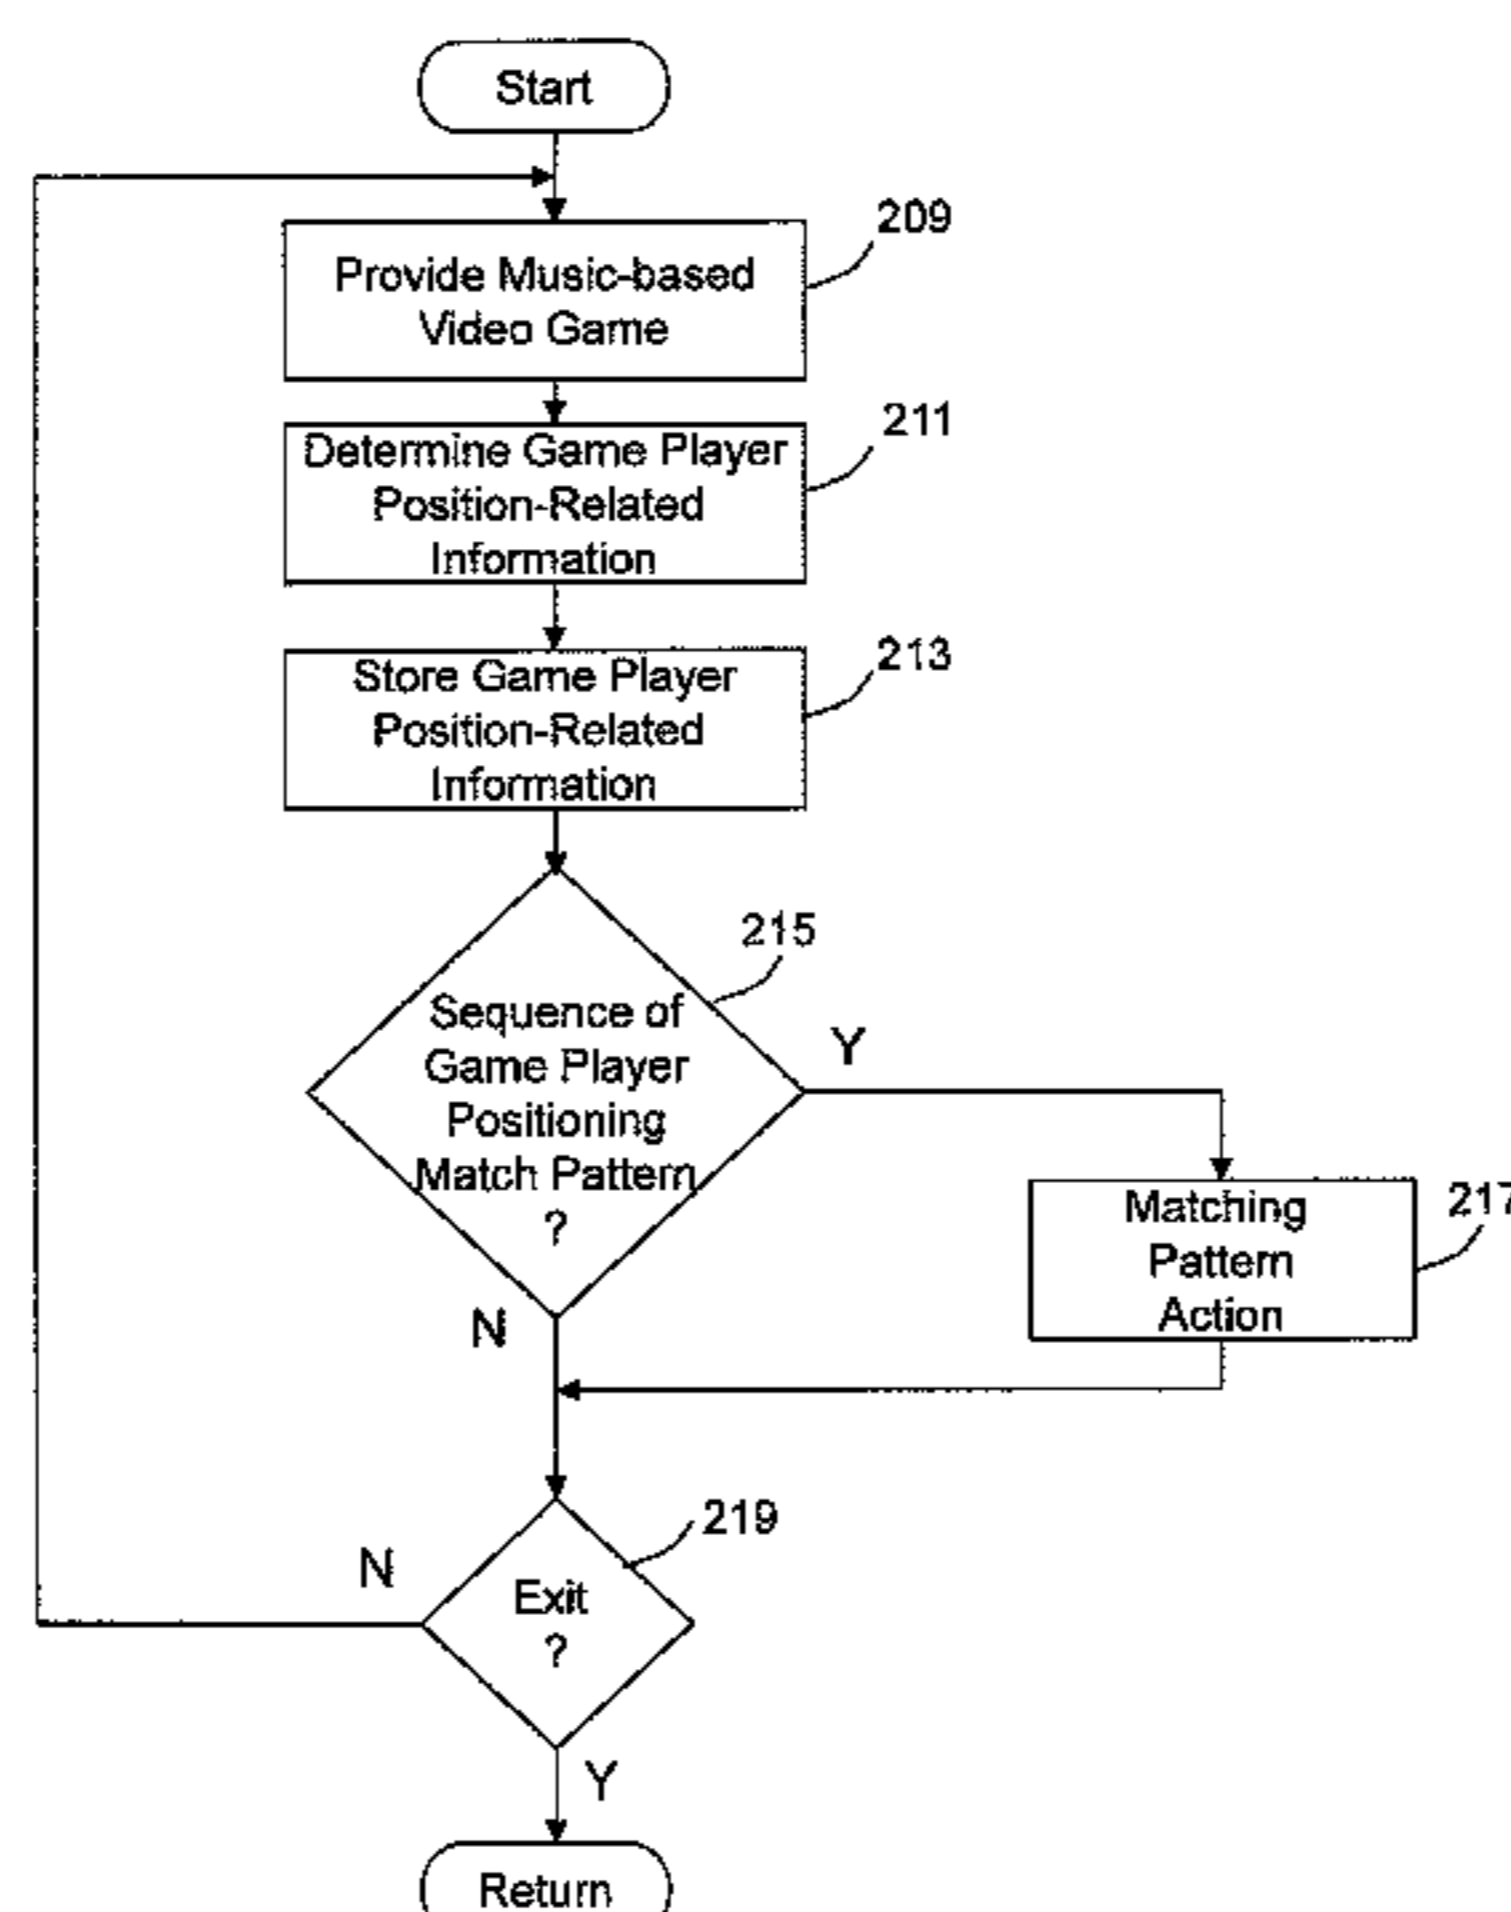 Start
209
Provide Music-based
Video Game
211
Determine Game Player
Position-Related
Information
213
Store Game Player
Position-Related
Information
215
Sequence of
Game Player
Positioning
Match Pattern
?
Y
217
Matching
Pattern
Action
N
219
N
Exit
?
Y
Return